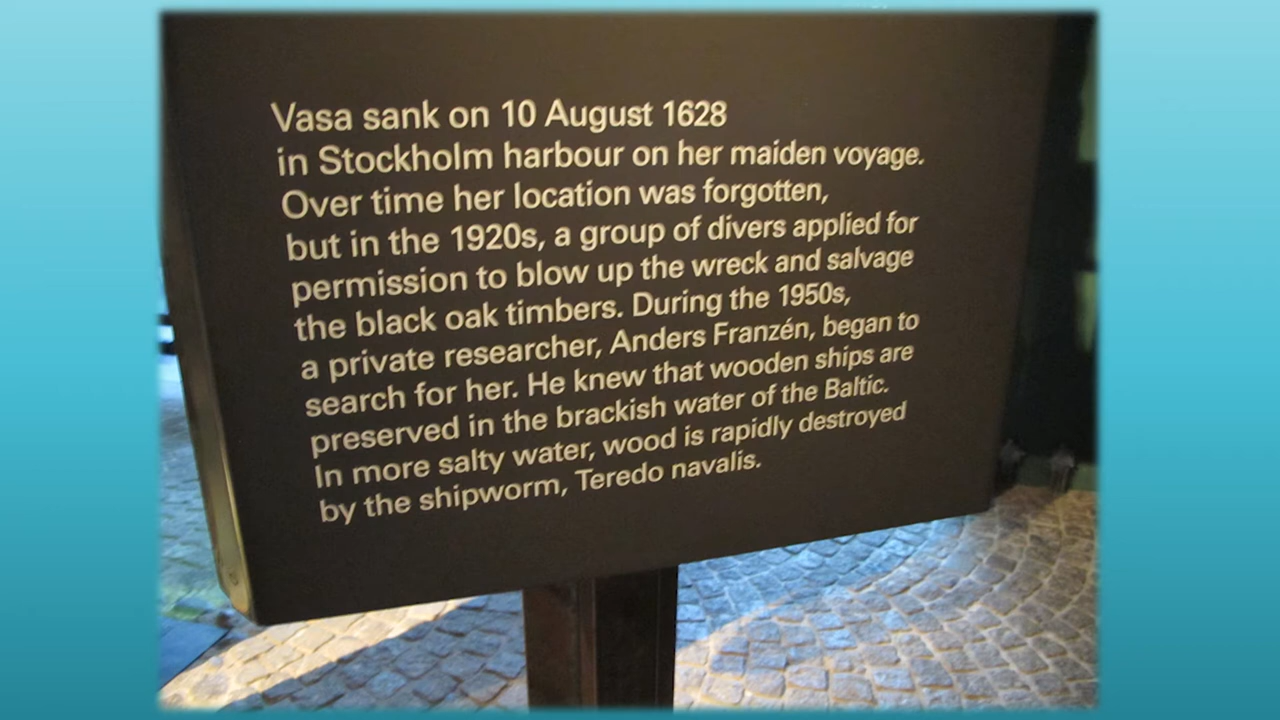 Vasa sank on 10 August 1628
in Stockholm harbour on her maiden voyage.
Over time her location was forgotten,
but in the 1920s, a group of divers applied for
permission to blow up the wreck and salvage
the black oak timbers. During the 1950s,
a private researcher, Anders Franzén, began to
search for her. He knew that wooden ships are
preserved in the brackish water of the Baltic.
In more salty water, wood is rapidly destroyed
by the shipworm, Teredo navalis.